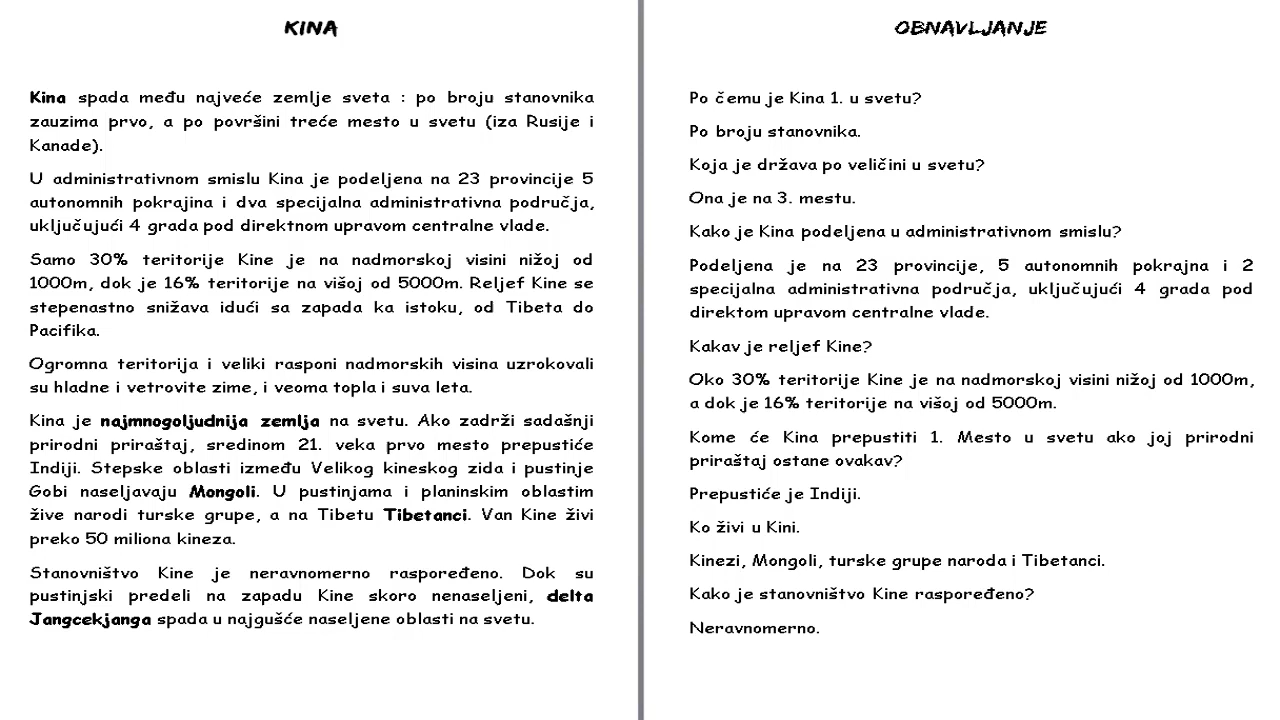 KINA
Kina spada među najveće zemlje sveta : po broju stanovnika
zauzima prvo, a po površini treće mesto u svetu (iza Rusije i
Kanade).
U administrativnom smislu Kina je podeljena na 23 provincije 5
autonomnih pokrajina i dva specijalna administrativna područja,
uključujući 4 grada pod direktnom upravom centralne vlade.
Samo 30% teritorije Kine je na nadmorskoj visini nižoj od
1000m, dok je 16% teritorije na višoj od 5000m. Reljef Kine se
stepenastno snižava idući sa zapada ka istoku, od Tibeta do
Pacifika.
Ogromna teritorija i veliki rasponi nadmorskih visina uzrokovali
su hladne i vetrovite zime, i veoma topla i suva leta.
Kina je najmnogoljudnija zemlja na svetu. Ako zadrži sadašnji
prirodni priraštaj, sredinom 21. veka prvo mesto prepustiće
Indiji. Stepske oblasti između Velikog kineskog zida i pustinje
Gobi naseljavaju Mongoli. U pustinjama i planinskim oblastim
žive narodi turske grupe, a na Tibetu Tibetanci. Van Kine živi
preko 50 miliona kineza.
Stanovništvo Kine je neravnomerno raspoređeno. Dok su
pustinjski predeli na zapadu Kine skoro nenaseljeni, delta
Jangcekjanga spada u najgušće naseljene oblasti na svetu.
OBNAVLJANJE
Po čemu je Kina 1. u svetu?
Po broju stanovnika.
Koja je država po veličini u svetu?
Ona je na 3. mestu.
Kako je Kina podeljena u administrativnom smislu?
Podeljena je na 23 provincije, 5 autonomnih pokrajna i 2
specijalna administrativna područja, uključujući 4 grada pod
direktom upravom centralne vlade.
Kakav je reljef Kine?
Oko 30% teritorije Kine je na nadmorskoj visini nižoj od 1000m,
a dok je 16% teritorije na višoj od 5000m.
Kome će Kina prepustiti 1. Mesto u svetu ako joj prirodni
priraštaj ostane ovakav?
Prepustiće je Indiji.
Ko živi u Kini.
Kinezi, Mongoli, turske grupe naroda i Tibetanci.
Kako je stanovništvo Kine raspoređeno?
Neravnomerno.